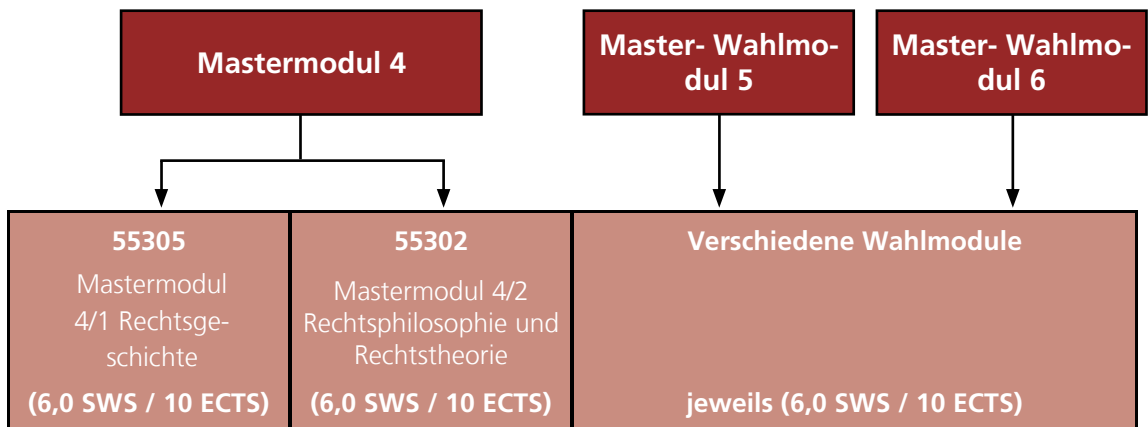 Mastermodul 4
Master- Wahlmo-
dul 5
Master- Wahlmo-
dul 6
55305
Mastermodul
4/1 Rechtsge-
schichte
(6,0 SWS / 10 ECTS)
55302
Mastermodul 4/2
Rechtsphilosophie und
Rechtstheorie
(6,0 SWS / 10 ECTS)
Verschiedene Wahlmodule
jeweils (6,0 SWS / 10 ECTS)